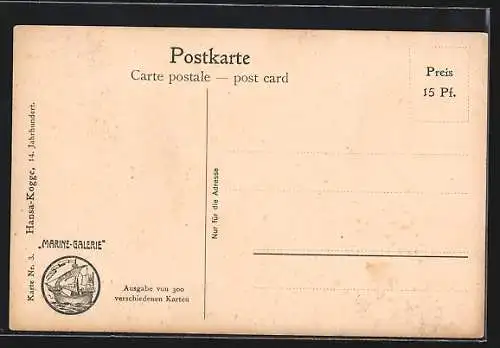 Postkarte
Carte postale — post card
Preis
15 Pf.
Karte Nr. 3. Hansa-Kogge, 14. Jahrhundert.
Nur für die Adresse
„MARINE-GALERIE"
Ausgabe von 300
verschiedenen Karten